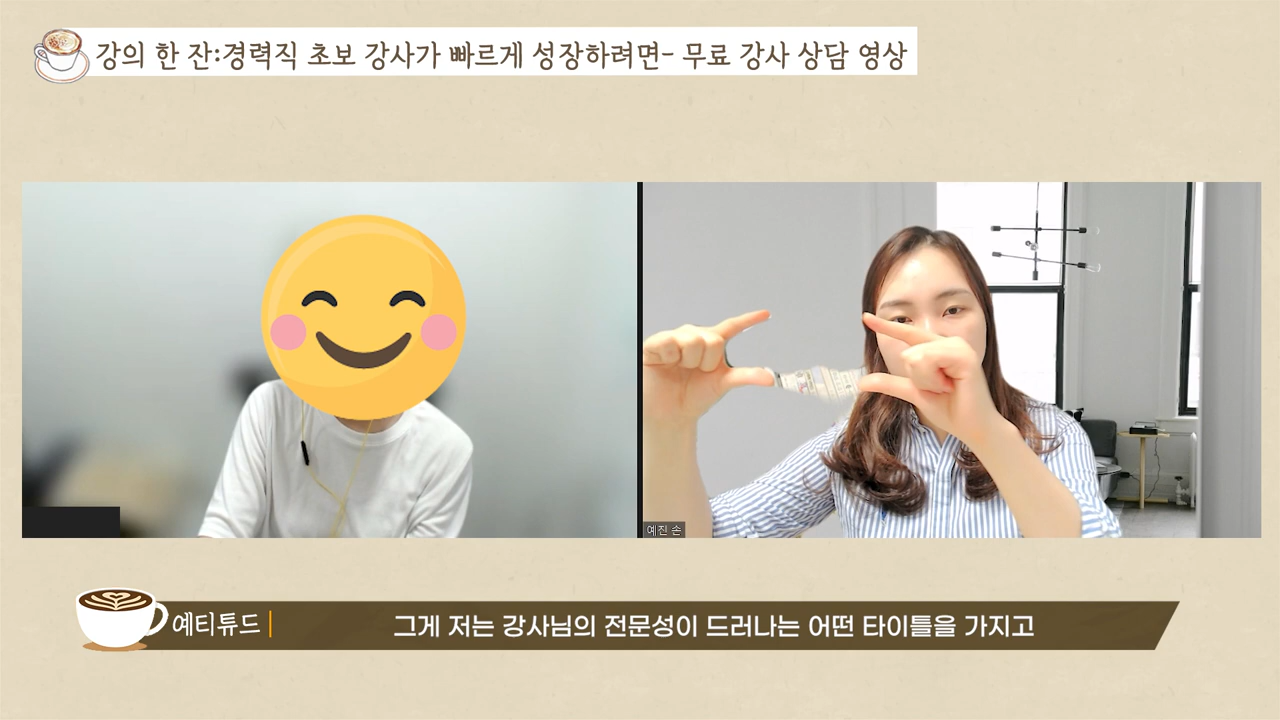 강의 한 잔:경력직 초보 강사가 빠르게 성장하려면- 무료 강사 상담 영상
예진 손
예티튜드
그게 저는 강사님의 전문성이 드러나는 어떤 타이틀을 가지고